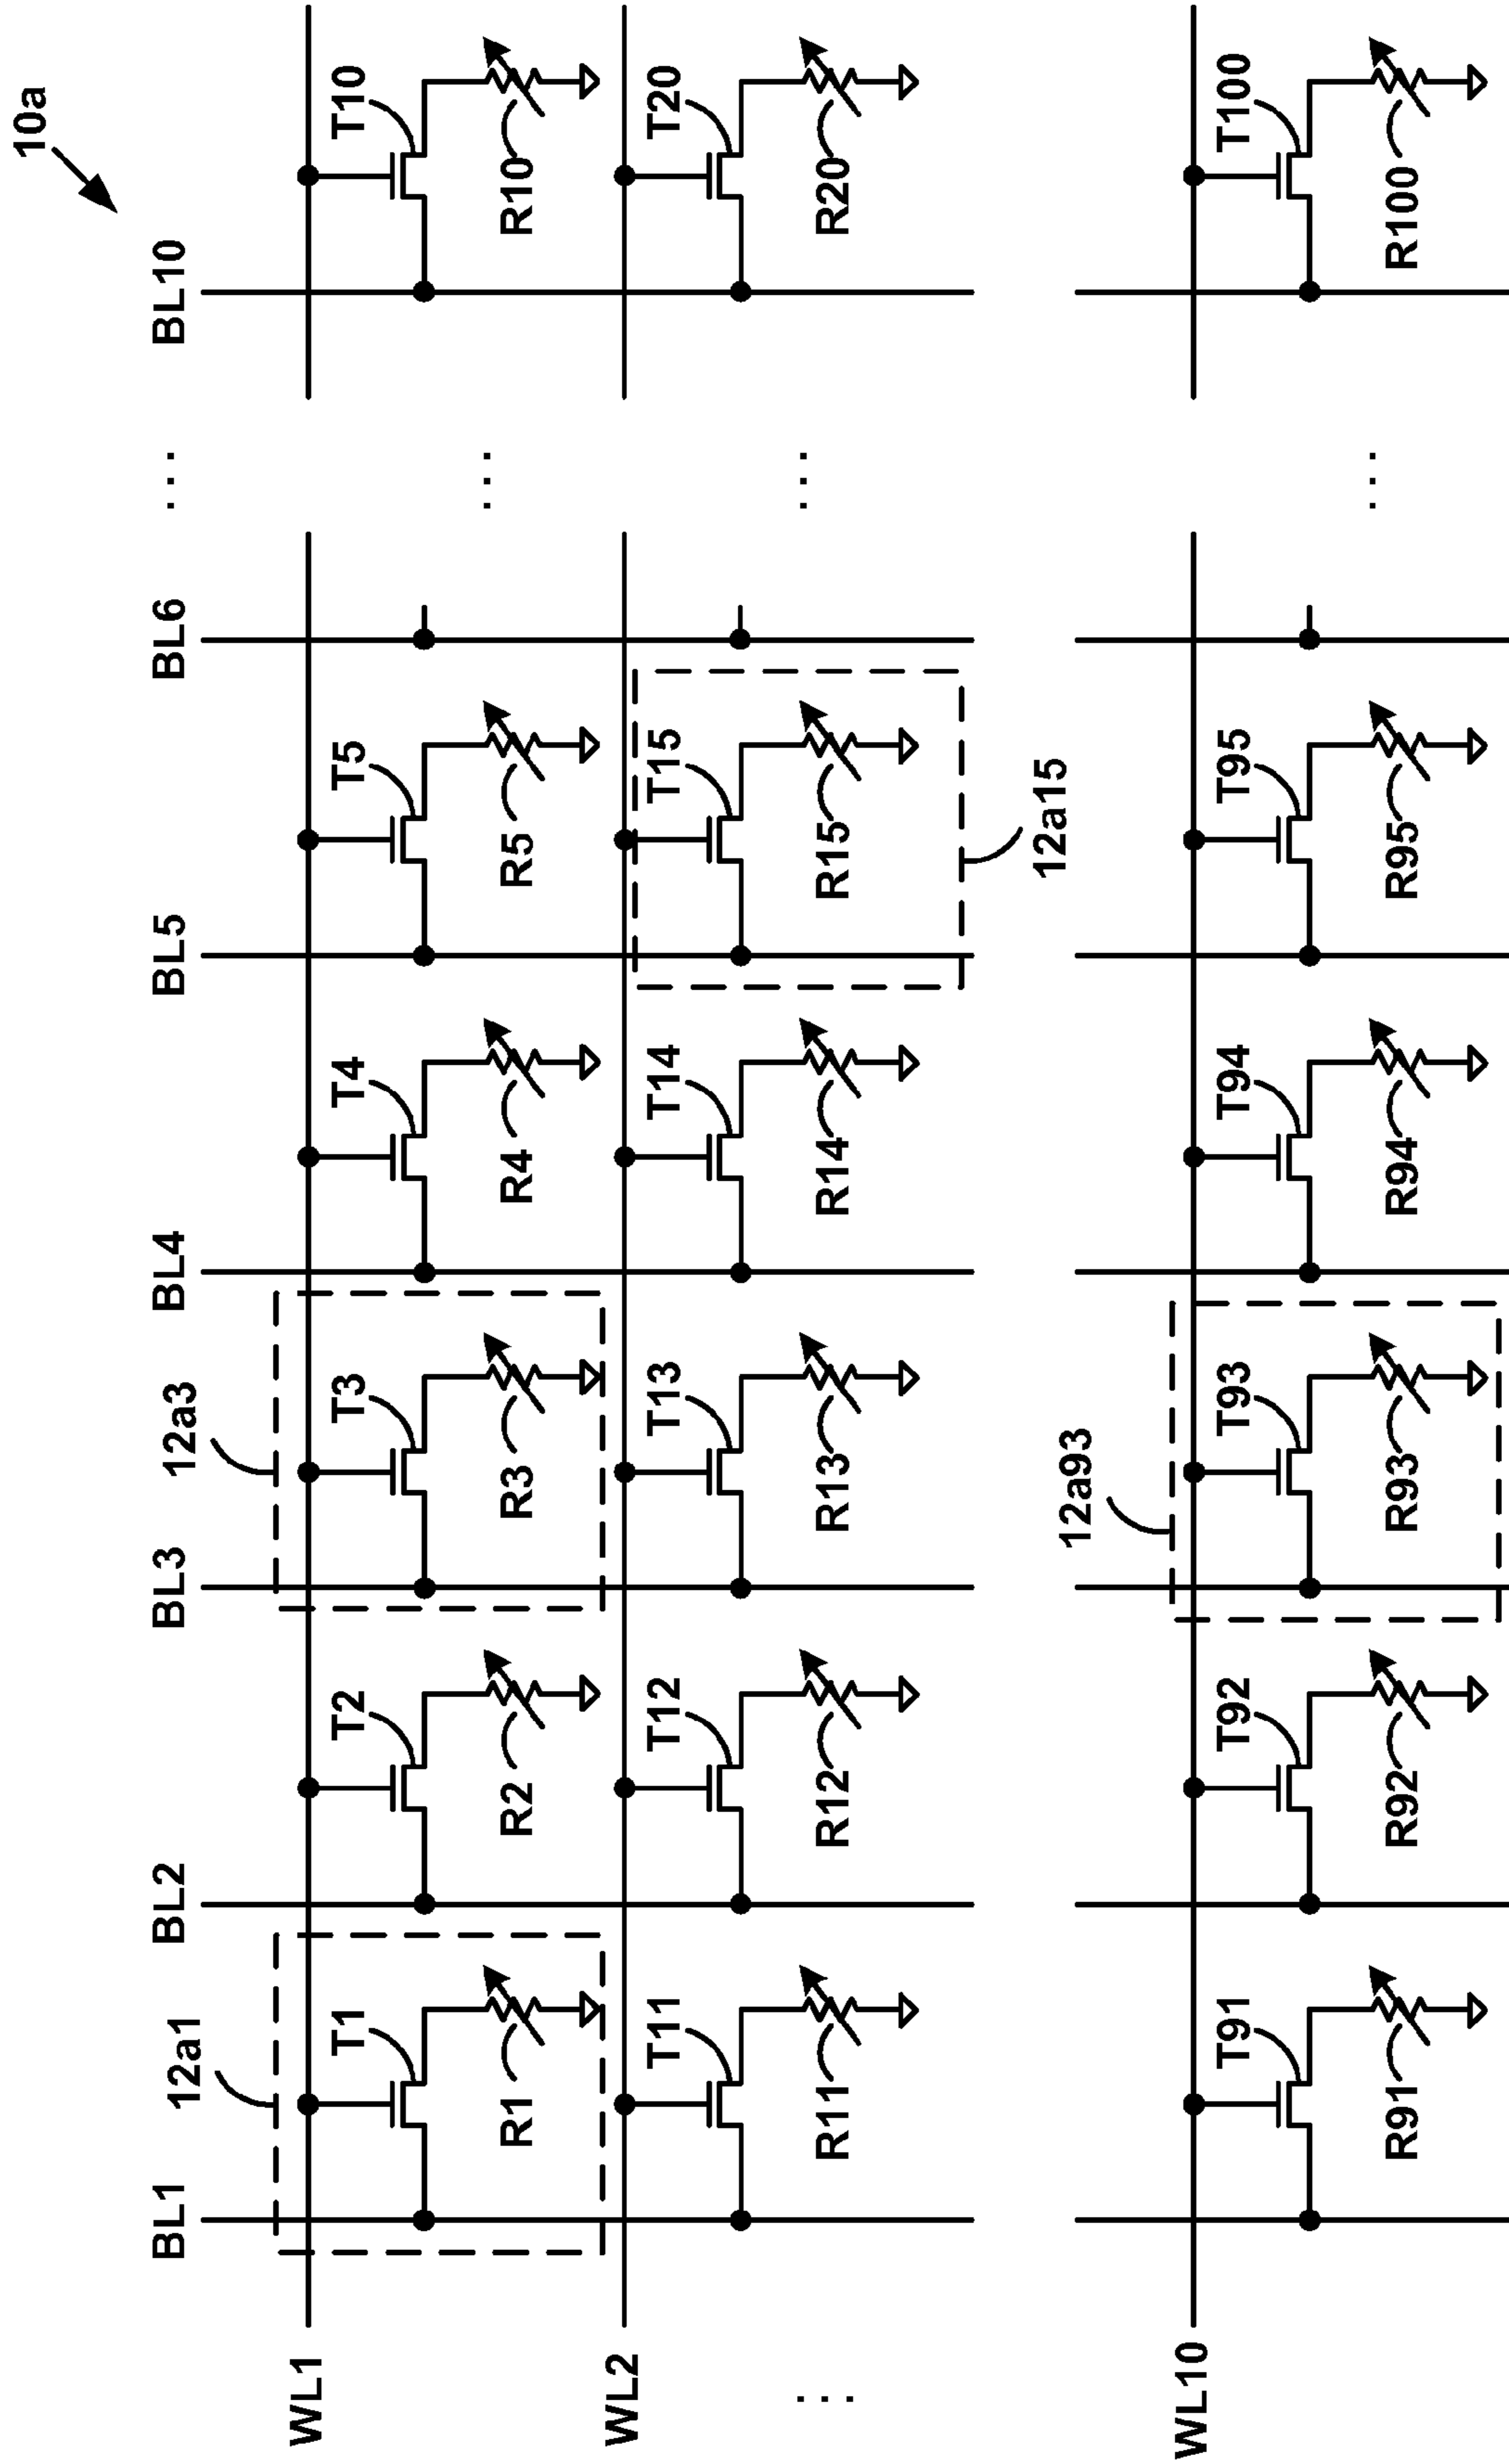 10a
BL1 BL2 BL3 BL4 BL5 BL6 ... BL10
12a1 12a3
WL1
T1 T2 T3 T4 T5 T10
R1 R2 R3 R4 R5 ... R10
WL2
T11 T12 T13 T14 T15 T20
R11 R12 R13 R14 R15 ... R20
...
12a15
12a93
WL10
T91 T92 T93 T94 T95 T100
R91 R92 R93 R94 R95 ... R100